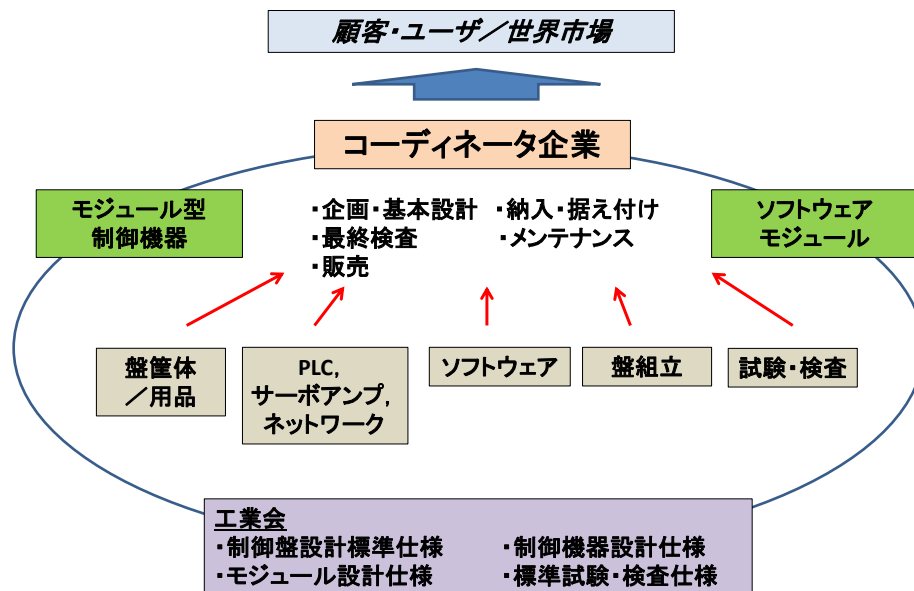 顧客・ユーザ／世界市場
コーディネータ企業
モジュール型
制御機器
・企画・基本設計 ・納入・据え付け
・最終検査 ・メンテナンス
・販売
ソフトウェア
モジュール
盤筐体
／用品
PLC,
サーボアンプ,
ネットワーク
ソフトウェア
盤組立
試験・検査
工業会
・制御盤設計標準仕様 ・制御機器設計仕様
・モジュール設計仕様 ・標準試験・検査仕様